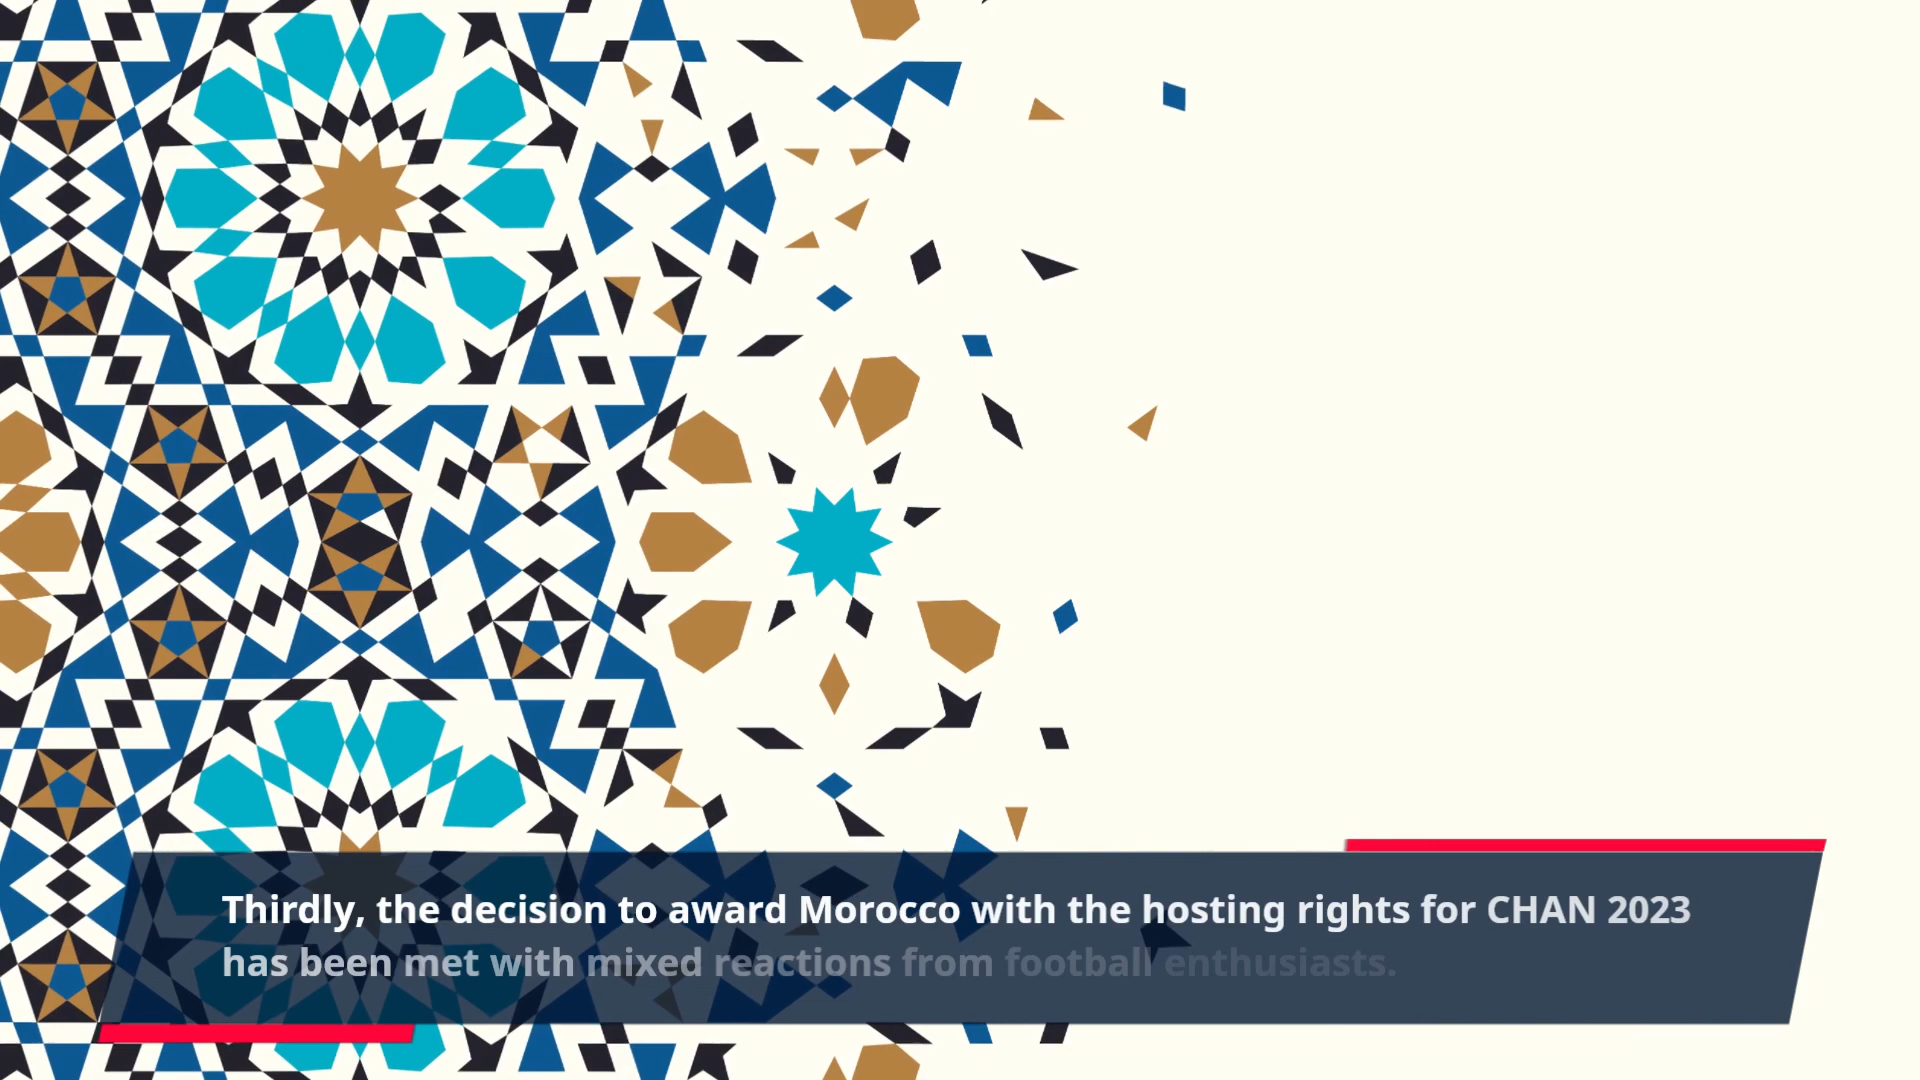 Thirdly, the decision to award Morocco with the hosting rights for CHAN 2023
has been met with mixed reactions from football enthusiasts.